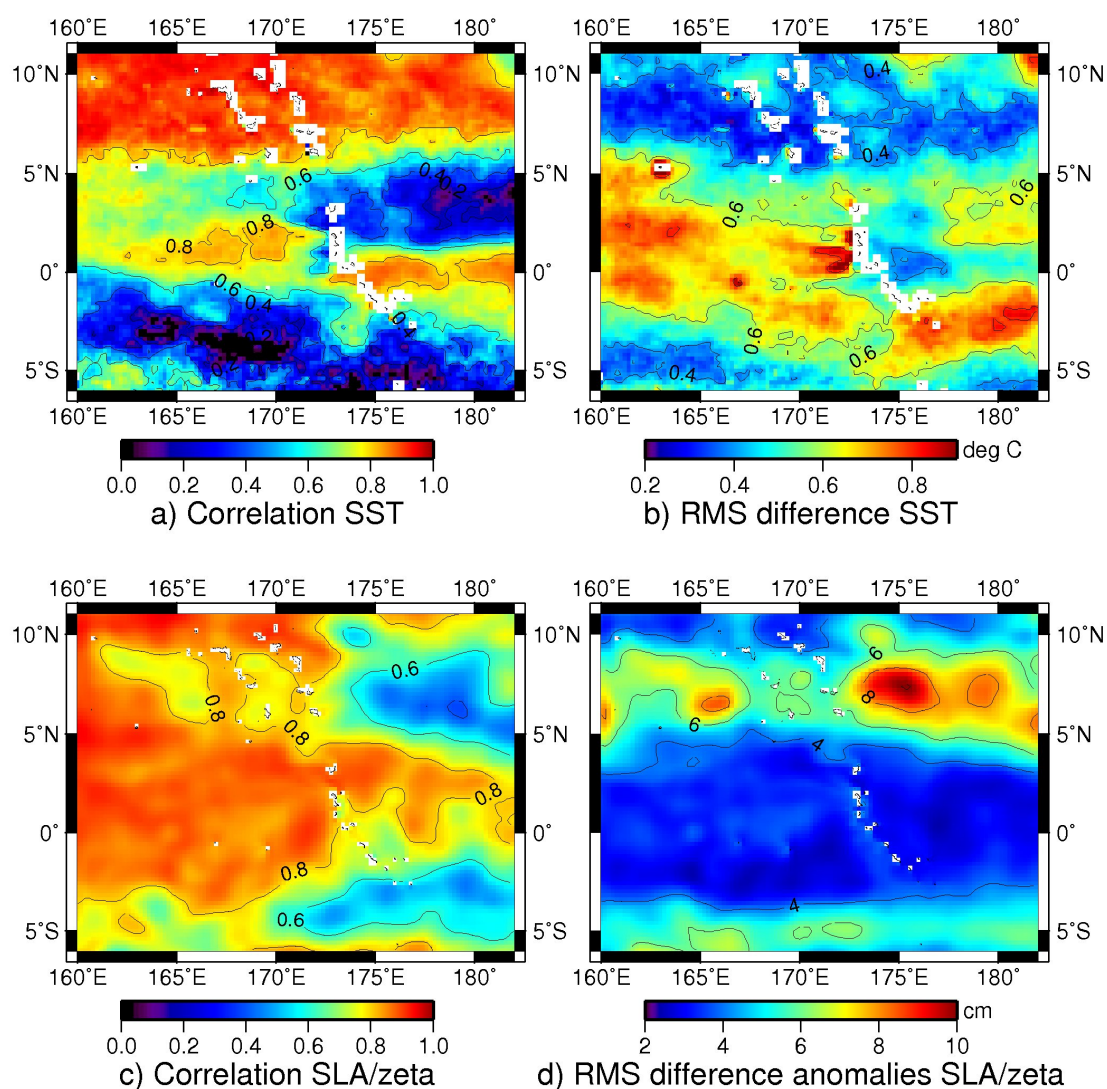 160˚E 165˚E 170˚E 175˚E 180˚ 160˚E 165˚E 170˚E 175˚E 180˚
10˚N 0.4 10˚N
5˚N 0.6 0.4 0.2 0.4 0.6 5˚N
0.8 0.8 0.6
0˚ 0˚
0.6 0.4 0.2 0.4 0.6 0.6
5˚S 0.2 0.4 5˚S
160˚E 165˚E 170˚E 175˚E 180˚ 160˚E 165˚E 170˚E 175˚E 180˚
deg C
0.0 0.2 0.4 0.6 0.8 1.0 0.2 0.4 0.6 0.8
a) Correlation SST b) RMS difference SST
160˚E 165˚E 170˚E 175˚E 180˚ 160˚E 165˚E 170˚E 175˚E 180˚
10˚N 0.6 6 10˚N
0.8 8
5˚N 0.8 6 4 5˚N
0.8
0˚ 0˚
0.8
5˚S 0.6 4 5˚S
160˚E 165˚E 170˚E 175˚E 180˚ 160˚E 165˚E 170˚E 175˚E 180˚
cm
0.0 0.2 0.4 0.6 0.8 1.0 2 4 6 8 10
c) Correlation SLA/zeta d) RMS difference anomalies SLA/zeta